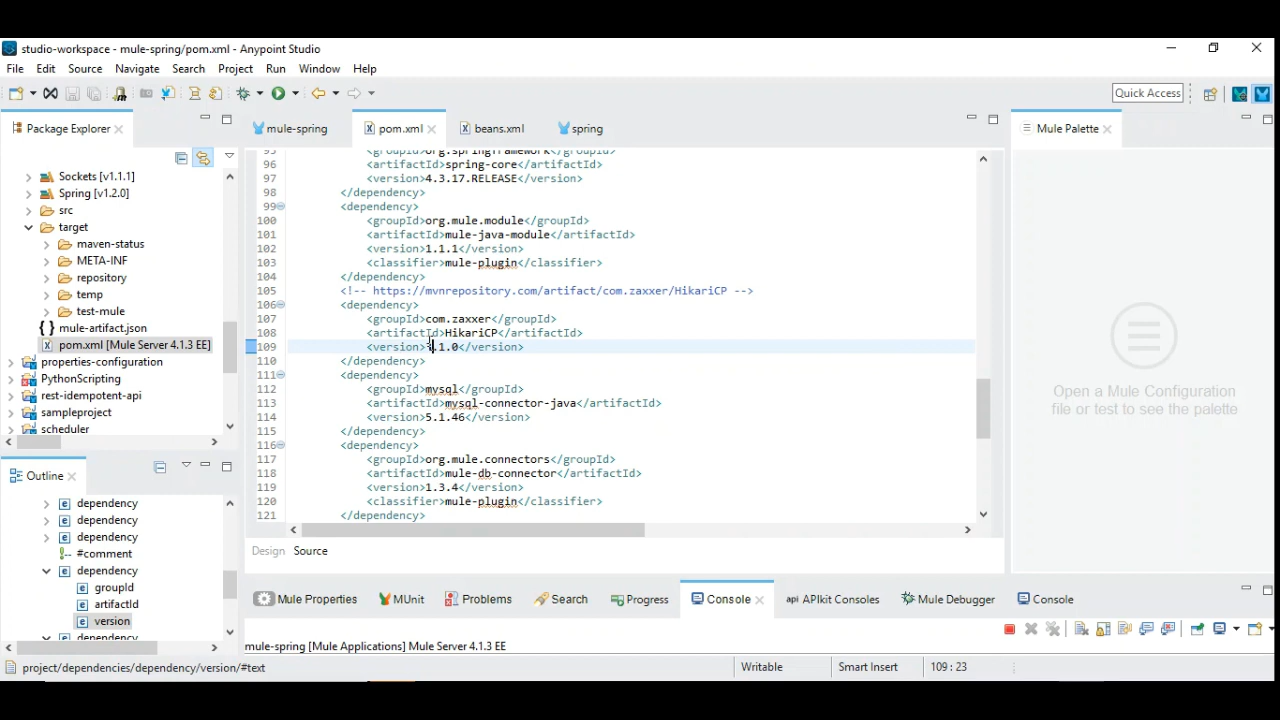 studio-workspace - mule-spring/pom.xml - Anypoint Studio
File Edit Source Navigate Search Project Run Window Help
Quick Access
Package Explorer
mule-spring
pom.xml
beans.xml
spring
Mule Palette
Sockets [v1.1.1]
Spring [v1.2.0]
src
target
maven-status
META-INF
repository
temp
test-mule
mule-artifact.json
pom.xml [Mule Server 4.1.3 EE]
properties-configuration
PythonScripting
rest-idempotent-api
sampleproject
scheduler
95 <groupId>org.springframework</groupId>
96 <artifactId>spring-core</artifactId>
97 <version>4.3.17.RELEASE</version>
98 </dependency>
99 <dependency>
100 <groupId>org.mule.module</groupId>
101 <artifactId>mule-java-module</artifactId>
102 <version>1.1.1</version>
103 <classifier>mule-plugin</classifier>
104 </dependency>
105 <!-- https://mvnrepository.com/artifact/com.zaxxer/HikariCP -->
106 <dependency>
107 <groupId>com.zaxxer</groupId>
108 <artifactId>HikariCP</artifactId>
109 <version> .1.0</version>
110 </dependency>
111 <dependency>
112 <groupId>mysql</groupId>
113 <artifactId>mysql-connector-java</artifactId>
114 <version>5.1.46</version>
115 </dependency>
116 <dependency>
117 <groupId>org.mule.connectors</groupId>
118 <artifactId>mule-db-connector</artifactId>
119 <version>1.3.4</version>
120 <classifier>mule-plugin</classifier>
121 </dependency>
Design Source
Open a Mule Configuration
file or test to see the palette
Outline
dependency
dependency
dependency
#comment
dependency
groupId
artifactId
version
dependency
Mule Properties
MUnit
Problems
Search
Progress
Console
API APIkit Consoles
Mule Debugger
Console
mule-spring [Mule Applications] Mule Server 4.1.3 EE
project/dependencies/dependency/version/#text
Writable
Smart Insert
109 : 23